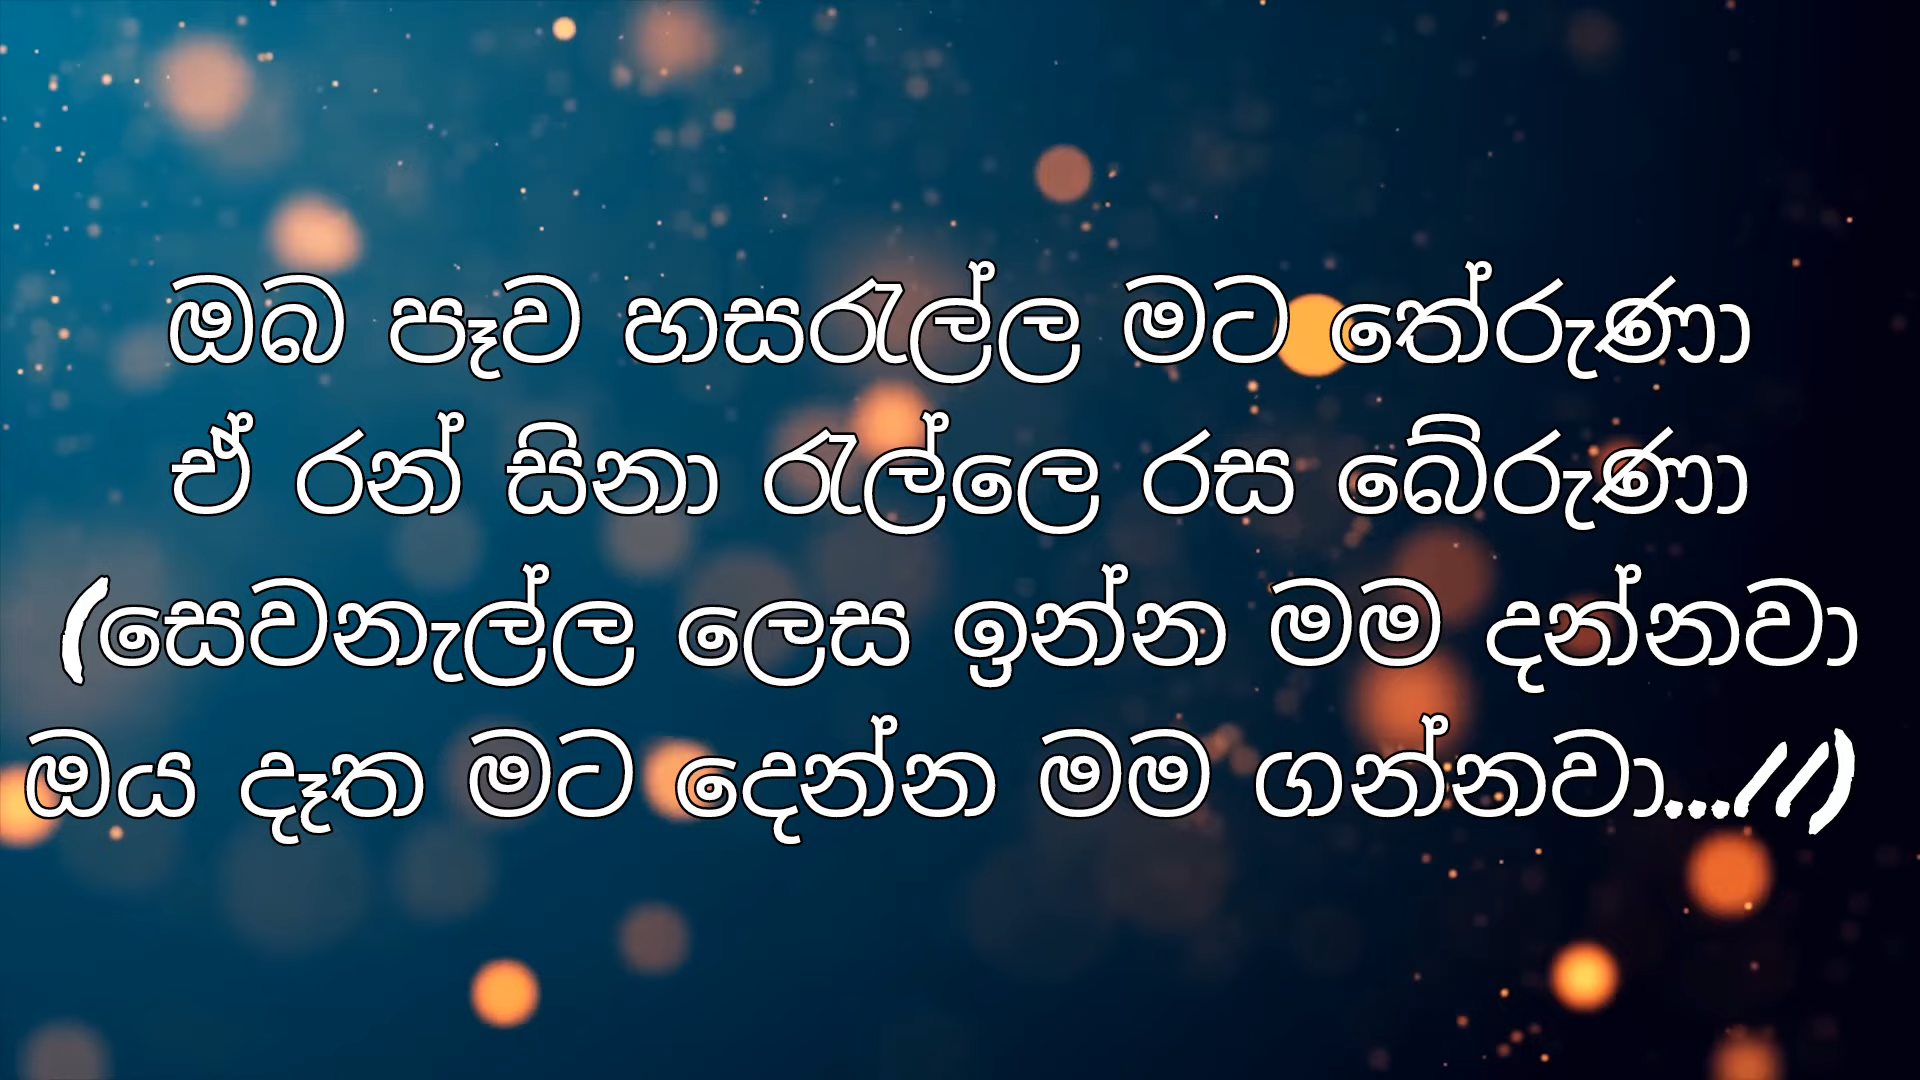 ඔබ පෑව හසරැල්ල මට තේරුණා
ඒ රන් සිනා රැල්ලෙ රස බේරුණා
(සෙවනැල්ල ලෙස ඉන්න මම දන්නවා
ඔය දෑත මට දෙන්න මම ගන්නවා...//)